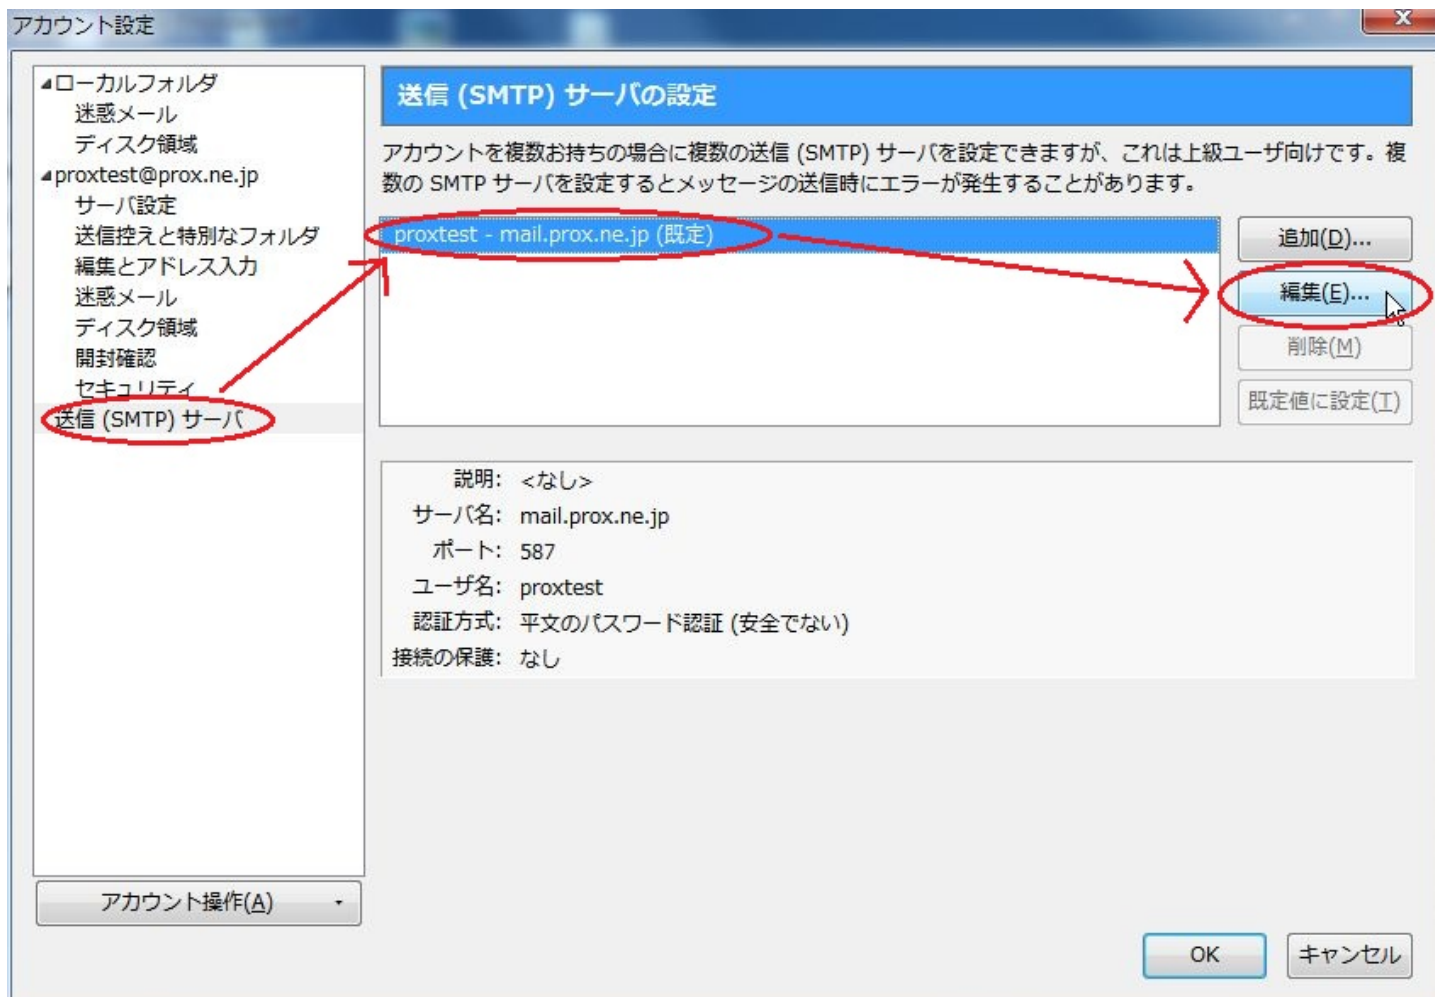 アカウント設定
ローカルフォルダ
迷惑メール
ディスク領域
proxtest@prox.ne.jp
サーバ設定
送信控えと特別なフォルダ
編集とアドレス入力
迷惑メール
ディスク領域
開封確認
セキュリティ
送信 (SMTP) サーバ
アカウント操作(A)
送信 (SMTP) サーバの設定
アカウントを複数お持ちの場合に複数の送信 (SMTP) サーバを設定できますが、これは上級ユーザ向けです。複
数の SMTP サーバを設定するとメッセージの送信時にエラーが発生することがあります。
proxtest - mail.prox.ne.jp (既定)
追加(D)...
編集(E)...
削除(M)
既定値に設定(T)
説明: <なし>
サーバ名: mail.prox.ne.jp
ポート: 587
ユーザ名: proxtest
認証方式: 平文のパスワード認証 (安全でない)
接続の保護: なし
OK
キャンセル